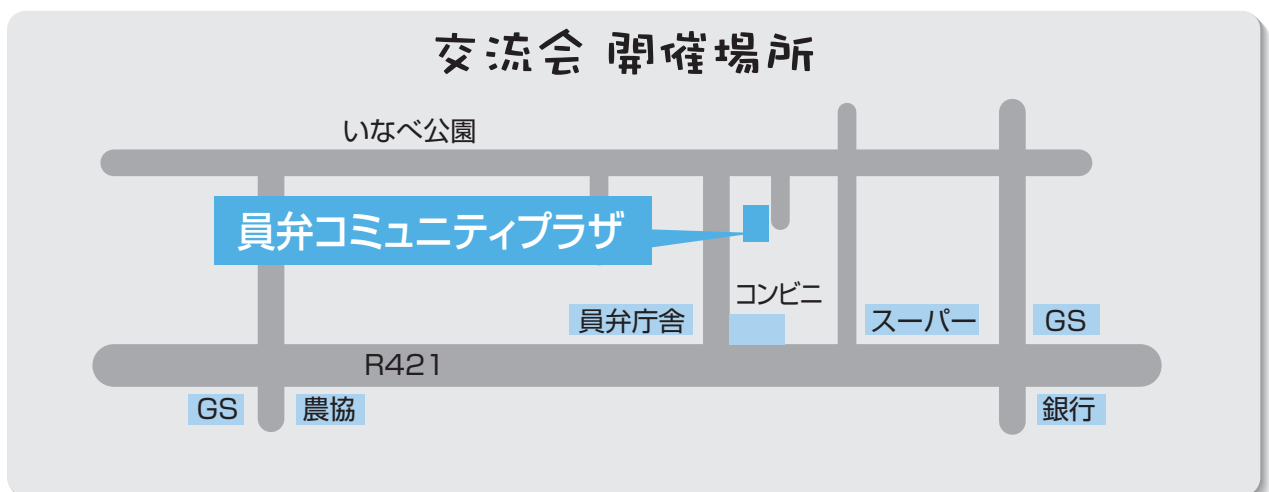 交流会 開催場所
いなべ公園
員弁コミュニティプラザ
コンビニ
員弁庁舎
スーパー
GS
R421
GS
農協
銀行